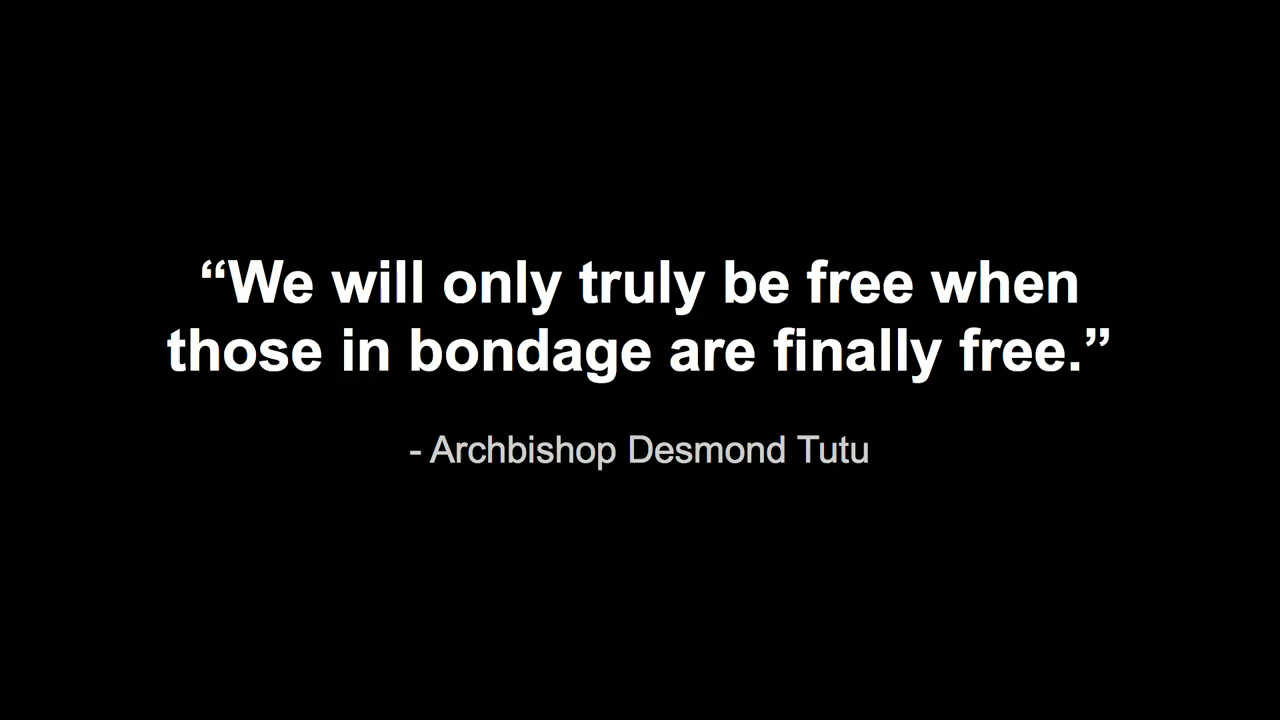 “We will only truly be free when
those in bondage are finally free.”
- Archbishop Desmond Tutu